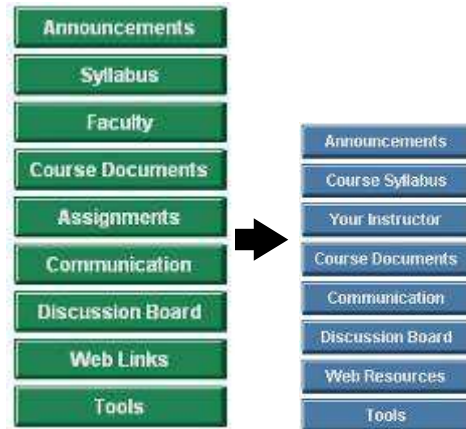 Announcements
Syllabus
Faculty
Course Documents
Assignments
Communication
Discussion Board
Web Links
Tools
Announcements
Course Syllabus
Your Instructor
Course Documents
Communication
Discussion Board
Web Resources
Tools